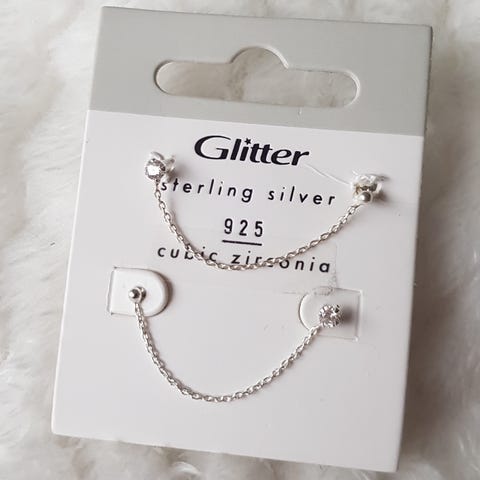 Glitter
sterling silver
925
cubic zirconia